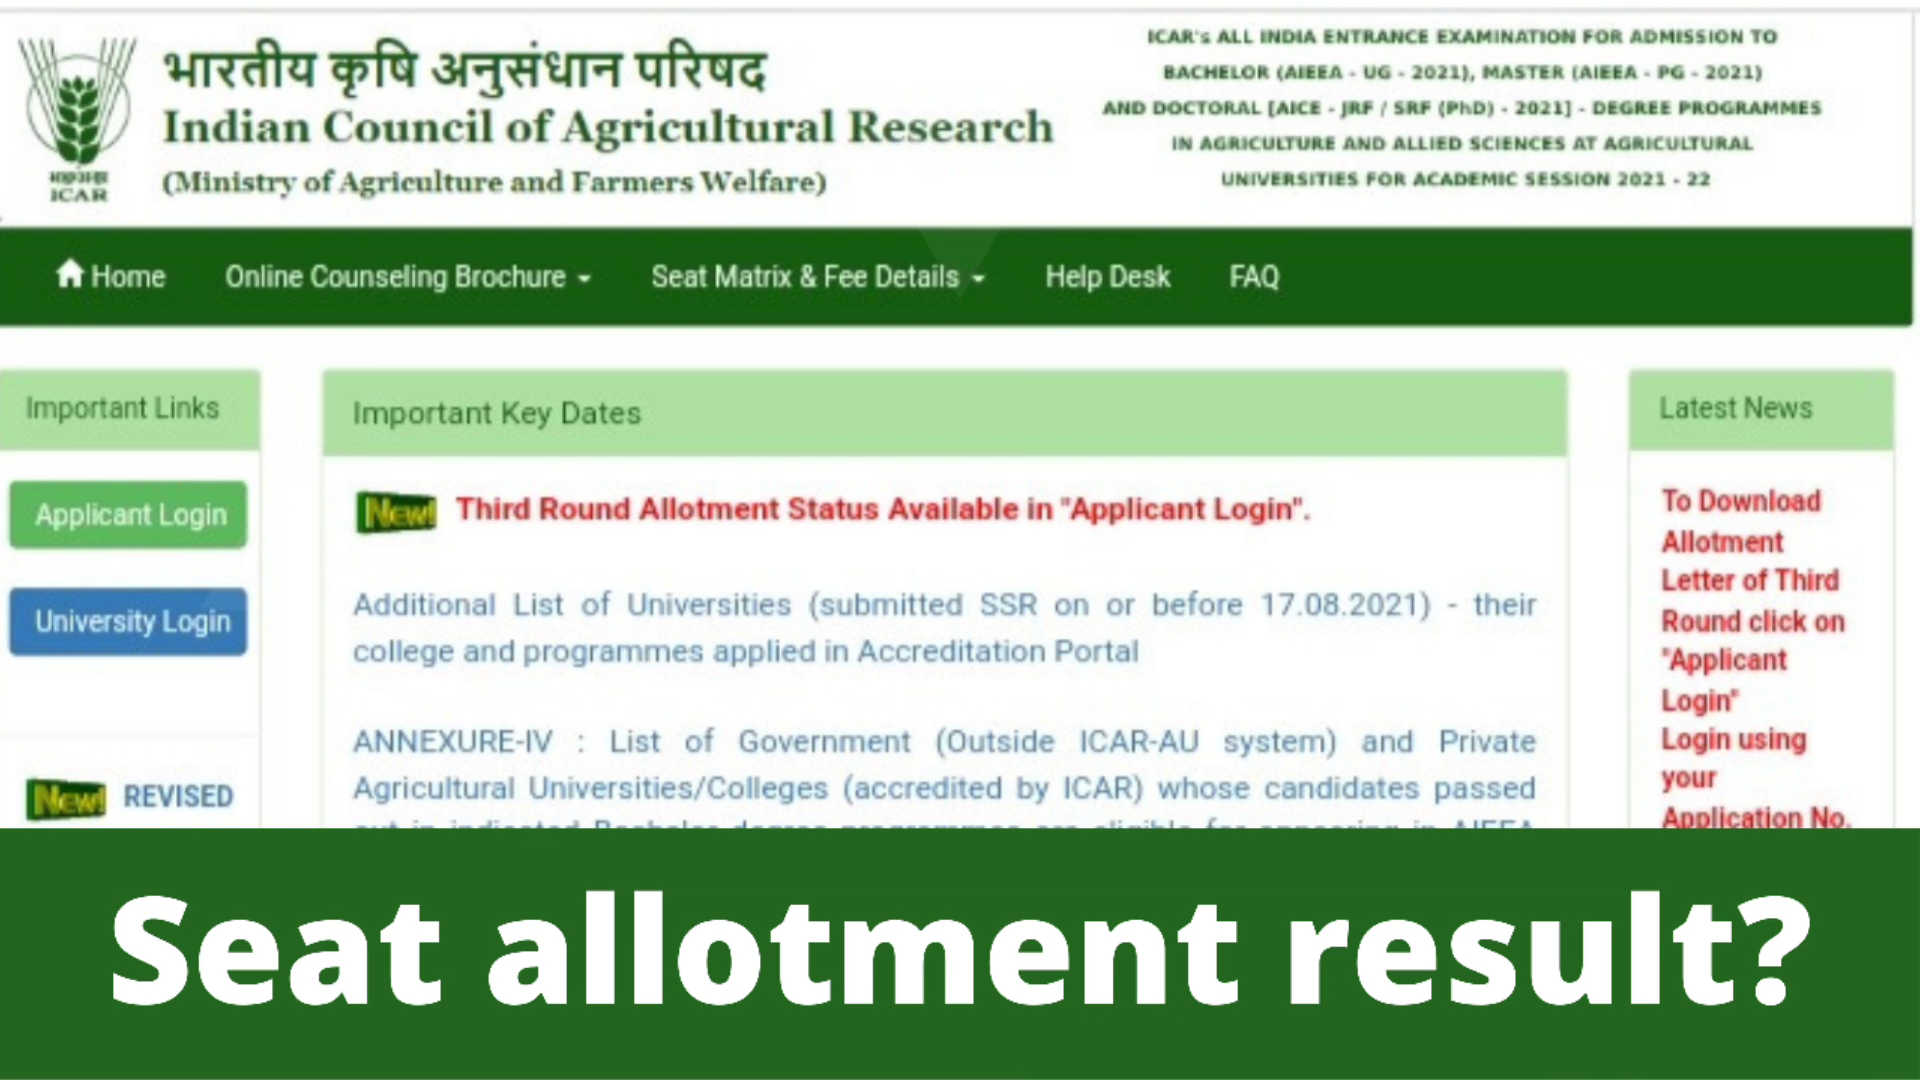 भारतीय कृषि अनुसंधान परिषद
Indian Council of Agricultural Research
(Ministry of Agriculture and Farmers Welfare)
ICAR
ICAR's ALL INDIA ENTRANCE EXAMINATION FOR ADMISSION TO
BACHELOR (AIEEA - UG - 2021), MASTER (AIEEA - PG - 2021)
AND DOCTORAL [AICE - JRF / SRF (PhD) - 2021] - DEGREE PROGRAMMES
IN AGRICULTURE AND ALLIED SCIENCES AT AGRICULTURAL
UNIVERSITIES FOR ACADEMIC SESSION 2021 - 22
Home Online Counseling Brochure Seat Matrix & Fee Details Help Desk FAQ
Important Links
Applicant Login
University Login
New! REVISED
Important Key Dates
New! Third Round Allotment Status Available in "Applicant Login".
Additional List of Universities (submitted SSR on or before 17.08.2021) - their
college and programmes applied in Accreditation Portal
ANNEXURE-IV : List of Government (Outside ICAR-AU system) and Private
Agricultural Universities/Colleges (accredited by ICAR) whose candidates passed
Latest News
To Download
Allotment
Letter of Third
Round click on
"Applicant
Login"
Login using
your
Application No.
Seat allotment result?